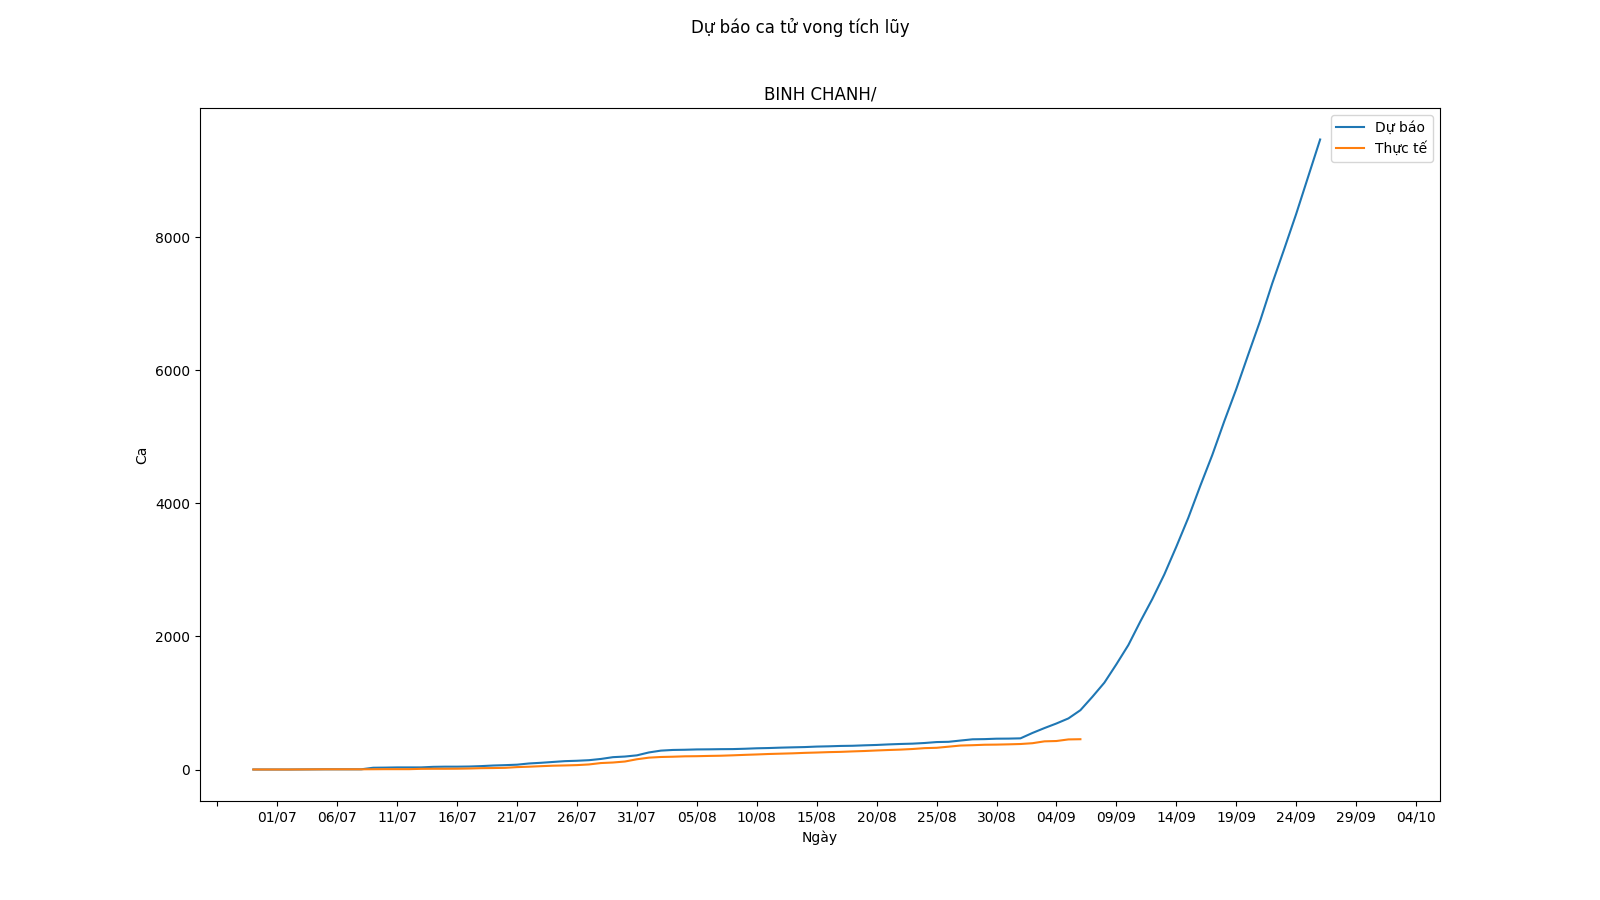 Dự báo ca tử vong tích lũy
BINH CHANH/
Dự báo
Thực tế
8000
6000
4000
2000
0
Ca
01/07 06/07 11/07 16/07 21/07 26/07 31/07 05/08 10/08 15/08 20/08 25/08 30/08 04/09 09/09 14/09 19/09 24/09 29/09 04/10
Ngày